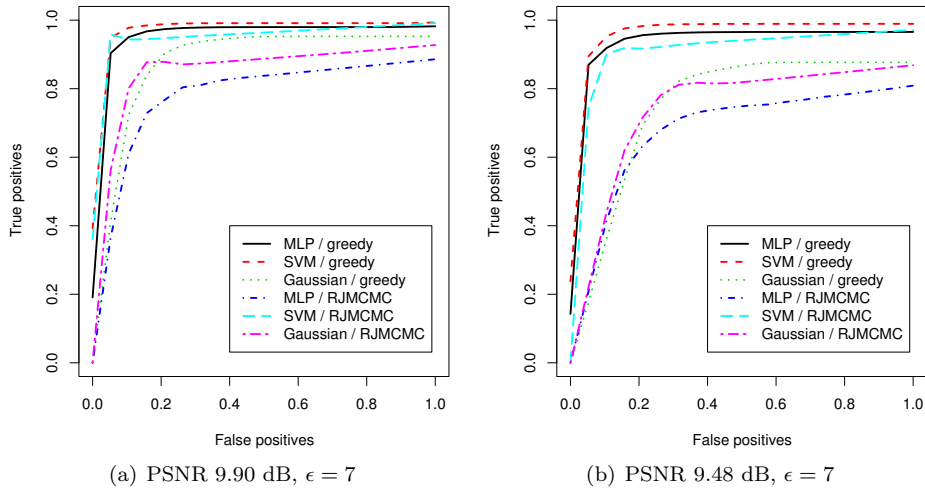 True positives
1.0
0.8
0.6
0.4
0.2
0.0
MLP / greedy
SVM / greedy
Gaussian / greedy
MLP / RJMCMC
SVM / RJMCMC
Gaussian / RJMCMC
0.0 0.2 0.4 0.6 0.8 1.0
False positives
(a) PSNR 9.90 dB, ϵ = 7
True positives
1.0
0.8
0.6
0.4
0.2
0.0
MLP / greedy
SVM / greedy
Gaussian / greedy
MLP / RJMCMC
SVM / RJMCMC
Gaussian / RJMCMC
0.0 0.2 0.4 0.6 0.8 1.0
False positives
(b) PSNR 9.48 dB, ϵ = 7